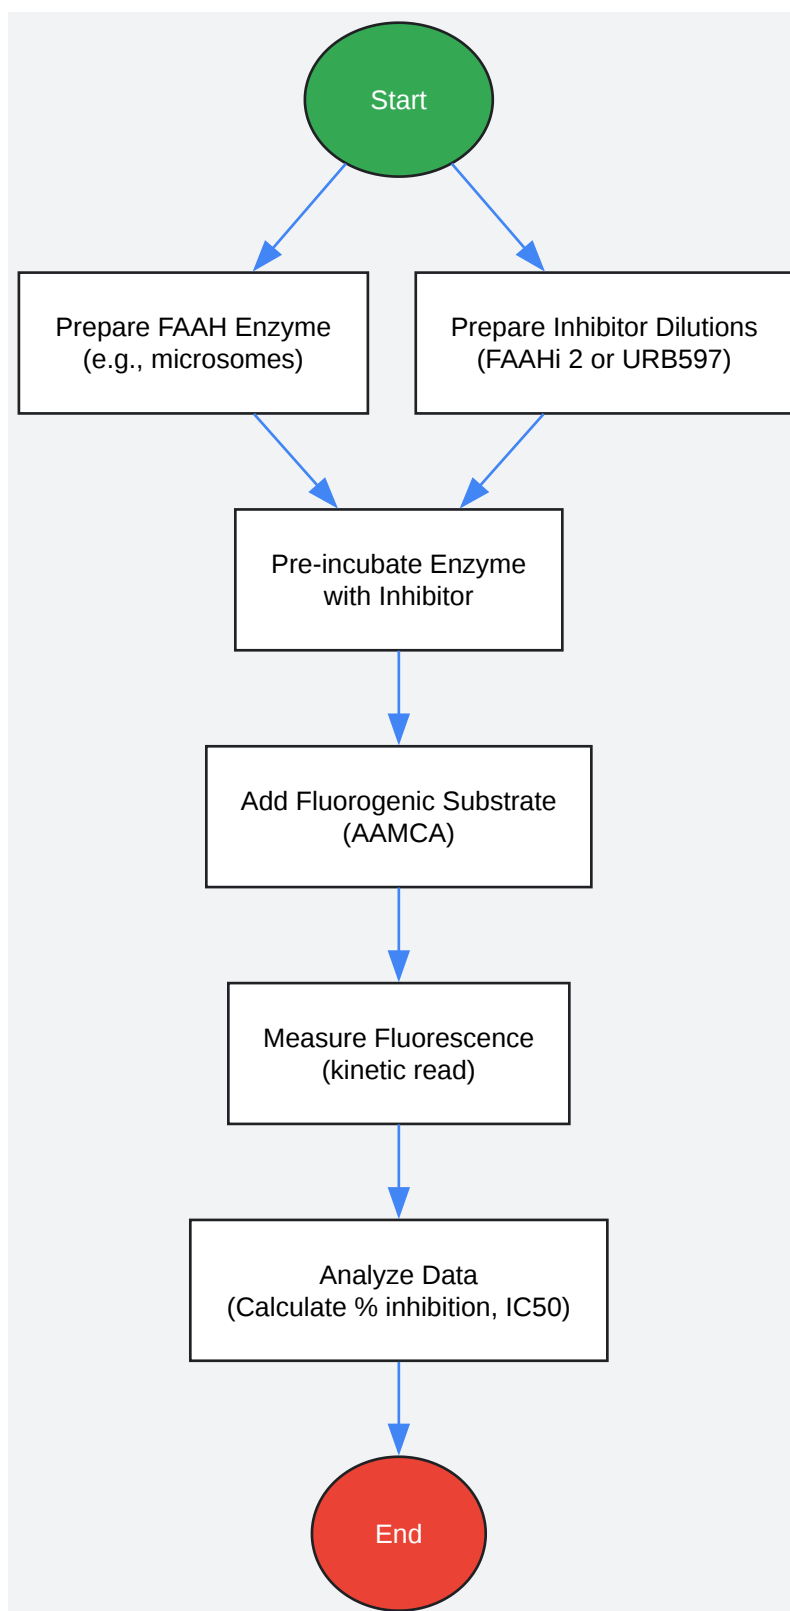 Start
Prepare FAAH Enzyme
(e.g., microsomes)
Prepare Inhibitor Dilutions
(FAAHi 2 or URB597)
Pre-incubate Enzyme
with Inhibitor
Add Fluorogenic Substrate
(AAMCA)
Measure Fluorescence
(kinetic read)
Analyze Data
(Calculate % inhibition, IC50)
End